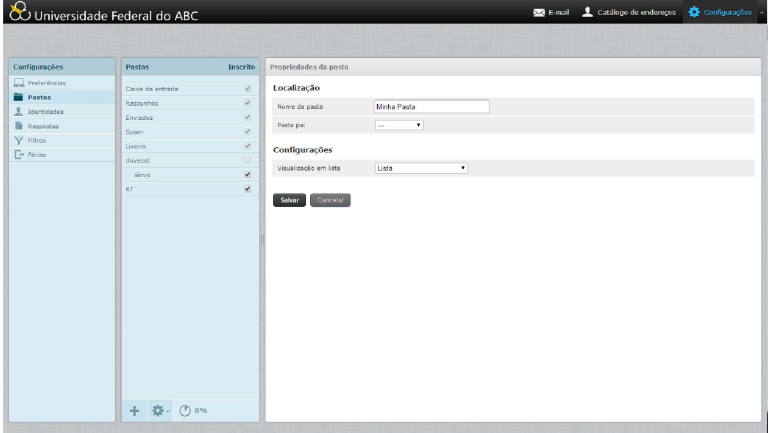 Universidade Federal do ABC
E-mail
Catálogo de endereços
Configurações
Configurações
Preferências
Pastas
Identidades
Respostas
Filtros
Férias
Pastas Inscrito
Caixa de entrada
Rascunhos
Enviados
Spam
Lixeira
dovecot
sieve
RT
8%
Propriedades da pasta
Localização
Nome da pasta Minha Pasta
Pasta pai ---
Configurações
Visualização em lista Lista
Salvar Cancelar